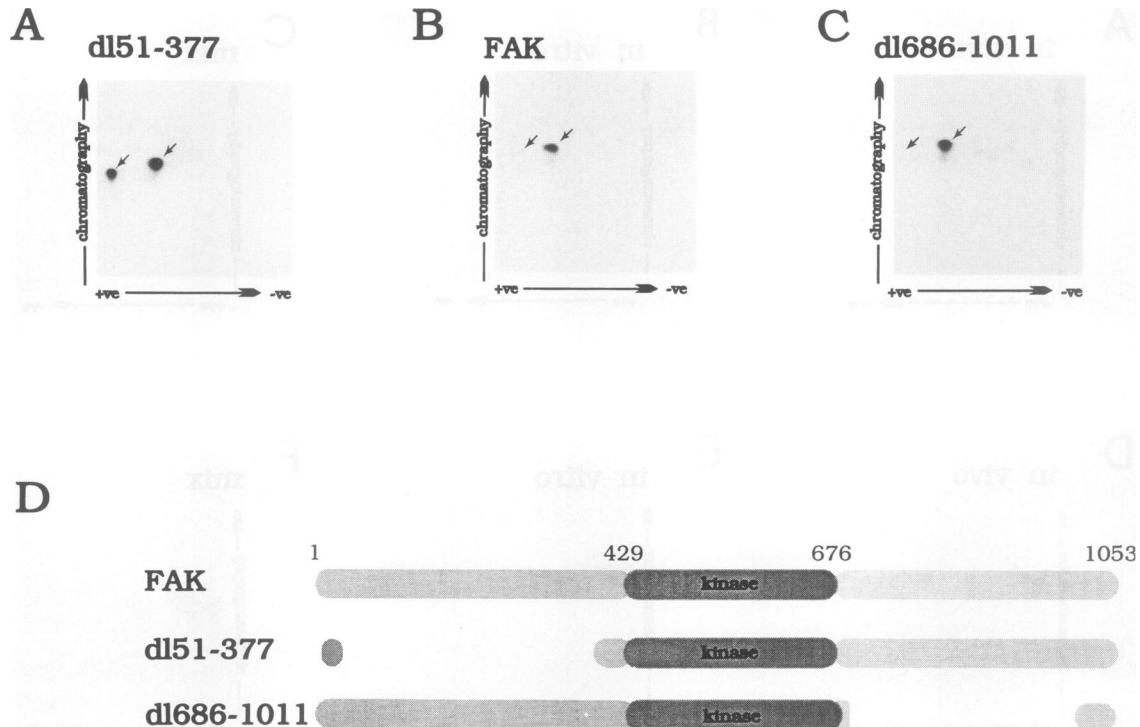 A
dl51-377
chromatography
+ve -ve
B
FAK
chromatography
+ve -ve
C
dl686-1011
chromatography
+ve -ve
D
1 429 676 1053
FAK kinase
dl51-377 kinase
dl686-1011 kinase